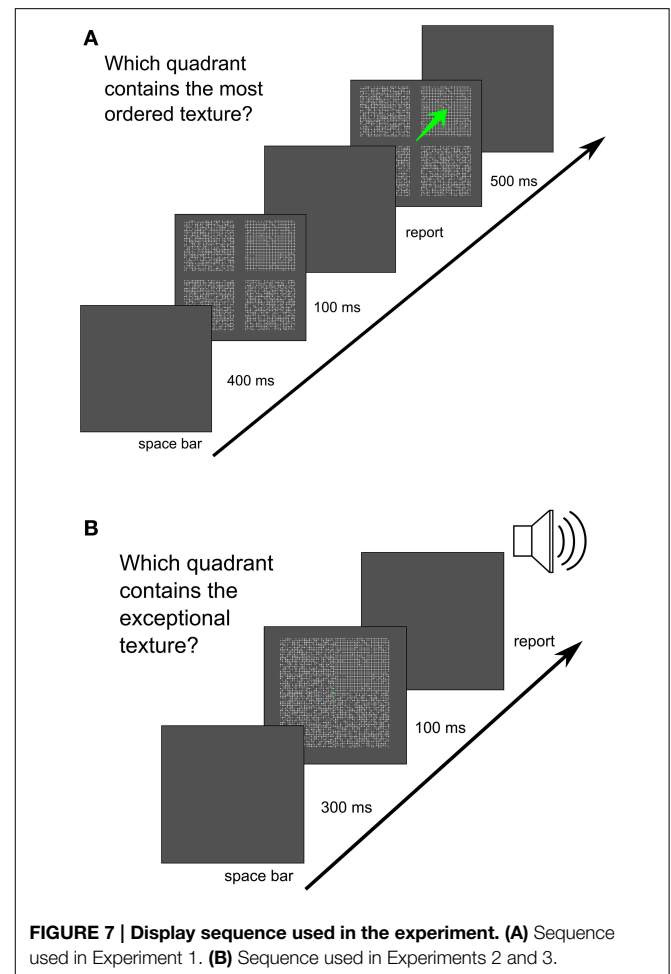 A
Which quadrant
contains the most
ordered texture?
500 ms
report
100 ms
400 ms
space bar
B
Which quadrant
contains the
exceptional
texture?
report
100 ms
300 ms
space bar
FIGURE 7 | Display sequence used in the experiment. (A) Sequence
used in Experiment 1. (B) Sequence used in Experiments 2 and 3.